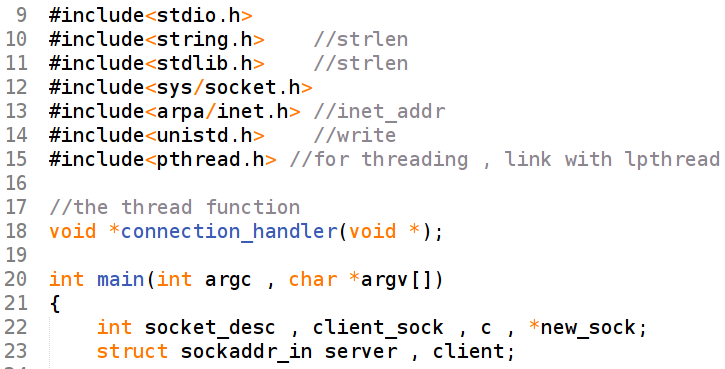 9 #include<stdio.h>
10 #include<string.h>    //strlen
11 #include<stdlib.h>    //strlen
12 #include<sys/socket.h>
13 #include<arpa/inet.h> //inet_addr
14 #include<unistd.h>    //write
15 #include<pthread.h> //for threading , link with lpthread
16
17 //the thread function
18 void *connection_handler(void *);
19
20 int main(int argc , char *argv[])
21 {
22     int socket_desc , client_sock , c , *new_sock;
23     struct sockaddr_in server , client;